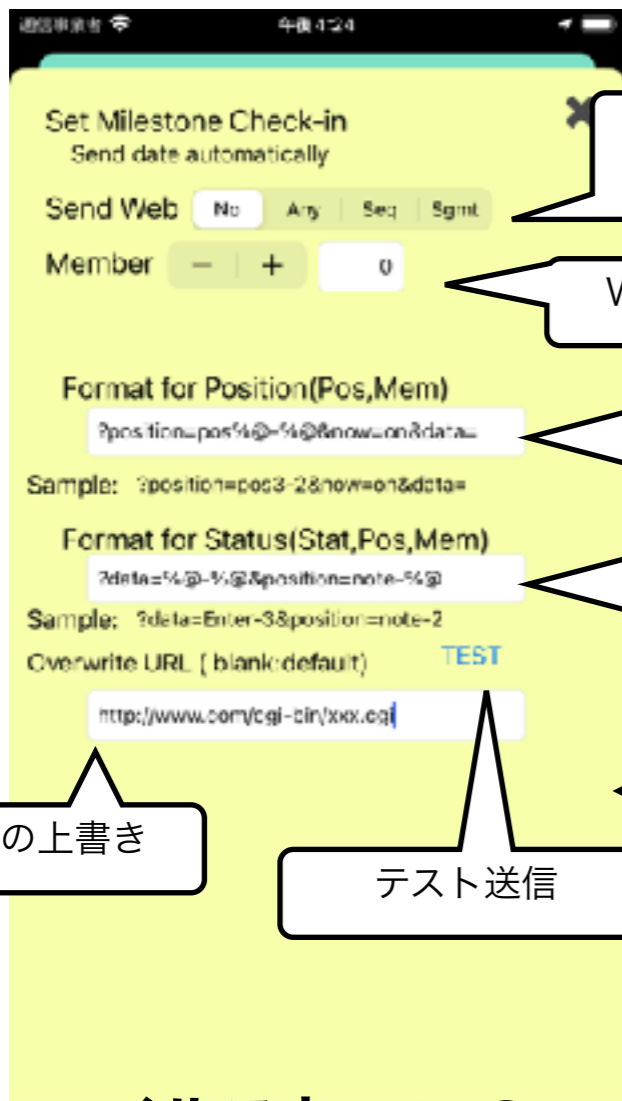 通信事業者 午後4:24
Set Milestone Check-in
Send date automatically
Send Web No Any Seq Sgmt
Member − + 0
Format for Position(Pos,Mem)
?position=pos%@-%@&now=on&data=
Sample: ?position=pos3-2&now=on&data=
Format for Status(Stat,Pos,Mem)
?data=%@-%@&position=note-%@
Sample: ?data=Enter-3&position=note-2
Overwrite URL ( blank:default) TEST
http://www.com/cgi-bin/xxx.cgi
の上書き
テスト送信